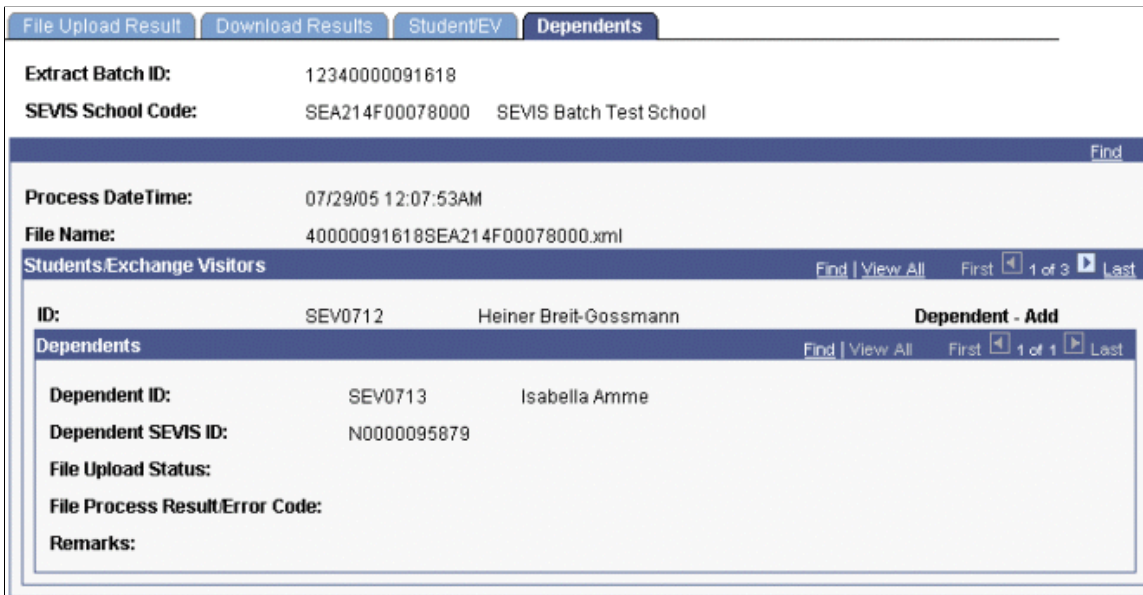 File Upload Result Download Results Student/EV Dependents
Extract Batch ID: 12340000091618
SEVIS School Code: SEA214F00078000 SEVIS Batch Test School
Find
Process DateTime: 07/29/05 12:07:53AM
File Name: 40000091618SEA214F00078000.xml
Students/Exchange Visitors Find | View All First 1 of 3 Last
ID: SEV0712 Heiner Breit-Gossmann Dependent - Add
Dependents Find | View All First 1 of 1 Last
Dependent ID: SEV0713 Isabella Amme
Dependent SEVIS ID: N0000095879
File Upload Status:
File Process Result/Error Code:
Remarks: